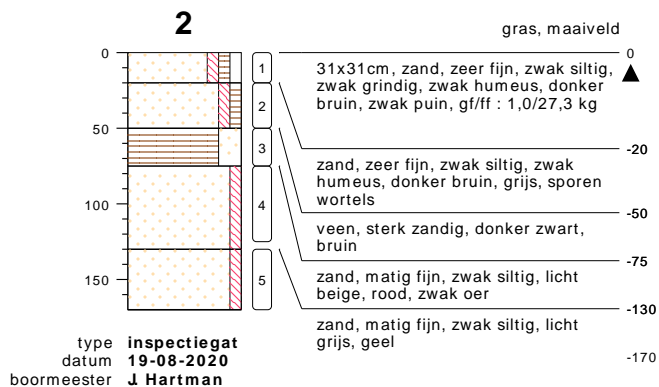 2
gras, maaiveld
0
50
100
150
1
2
3
4
5
0
31x31cm, zand, zeer fijn, zwak siltig,
zwak grindig, zwak humeus, donker
bruin, zwak puin, gf/ff : 1,0/27,3 kg
-20
zand, zeer fijn, zwak siltig, zwak
humeus, donker bruin, grijs, sporen
wortels
-50
veen, sterk zandig, donker zwart,
bruin
-75
zand, matig fijn, zwak siltig, licht
beige, rood, zwak oer
-130
zand, matig fijn, zwak siltig, licht
grijs, geel
-170
type inspectiegat
datum 19-08-2020
boormeester J. Hartman